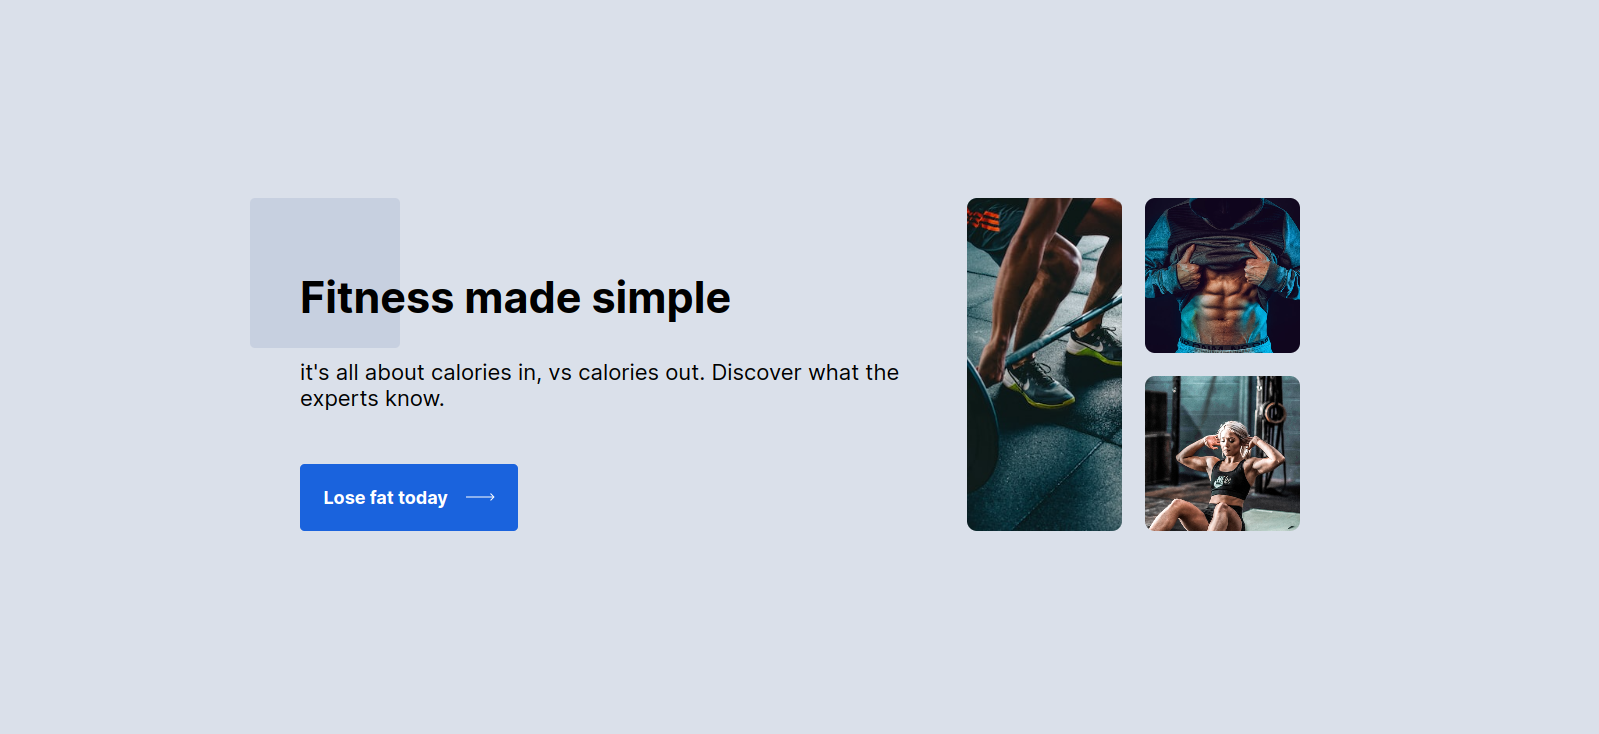 Fitness made simple
it's all about calories in, vs calories out. Discover what the
experts know.
Lose fat today